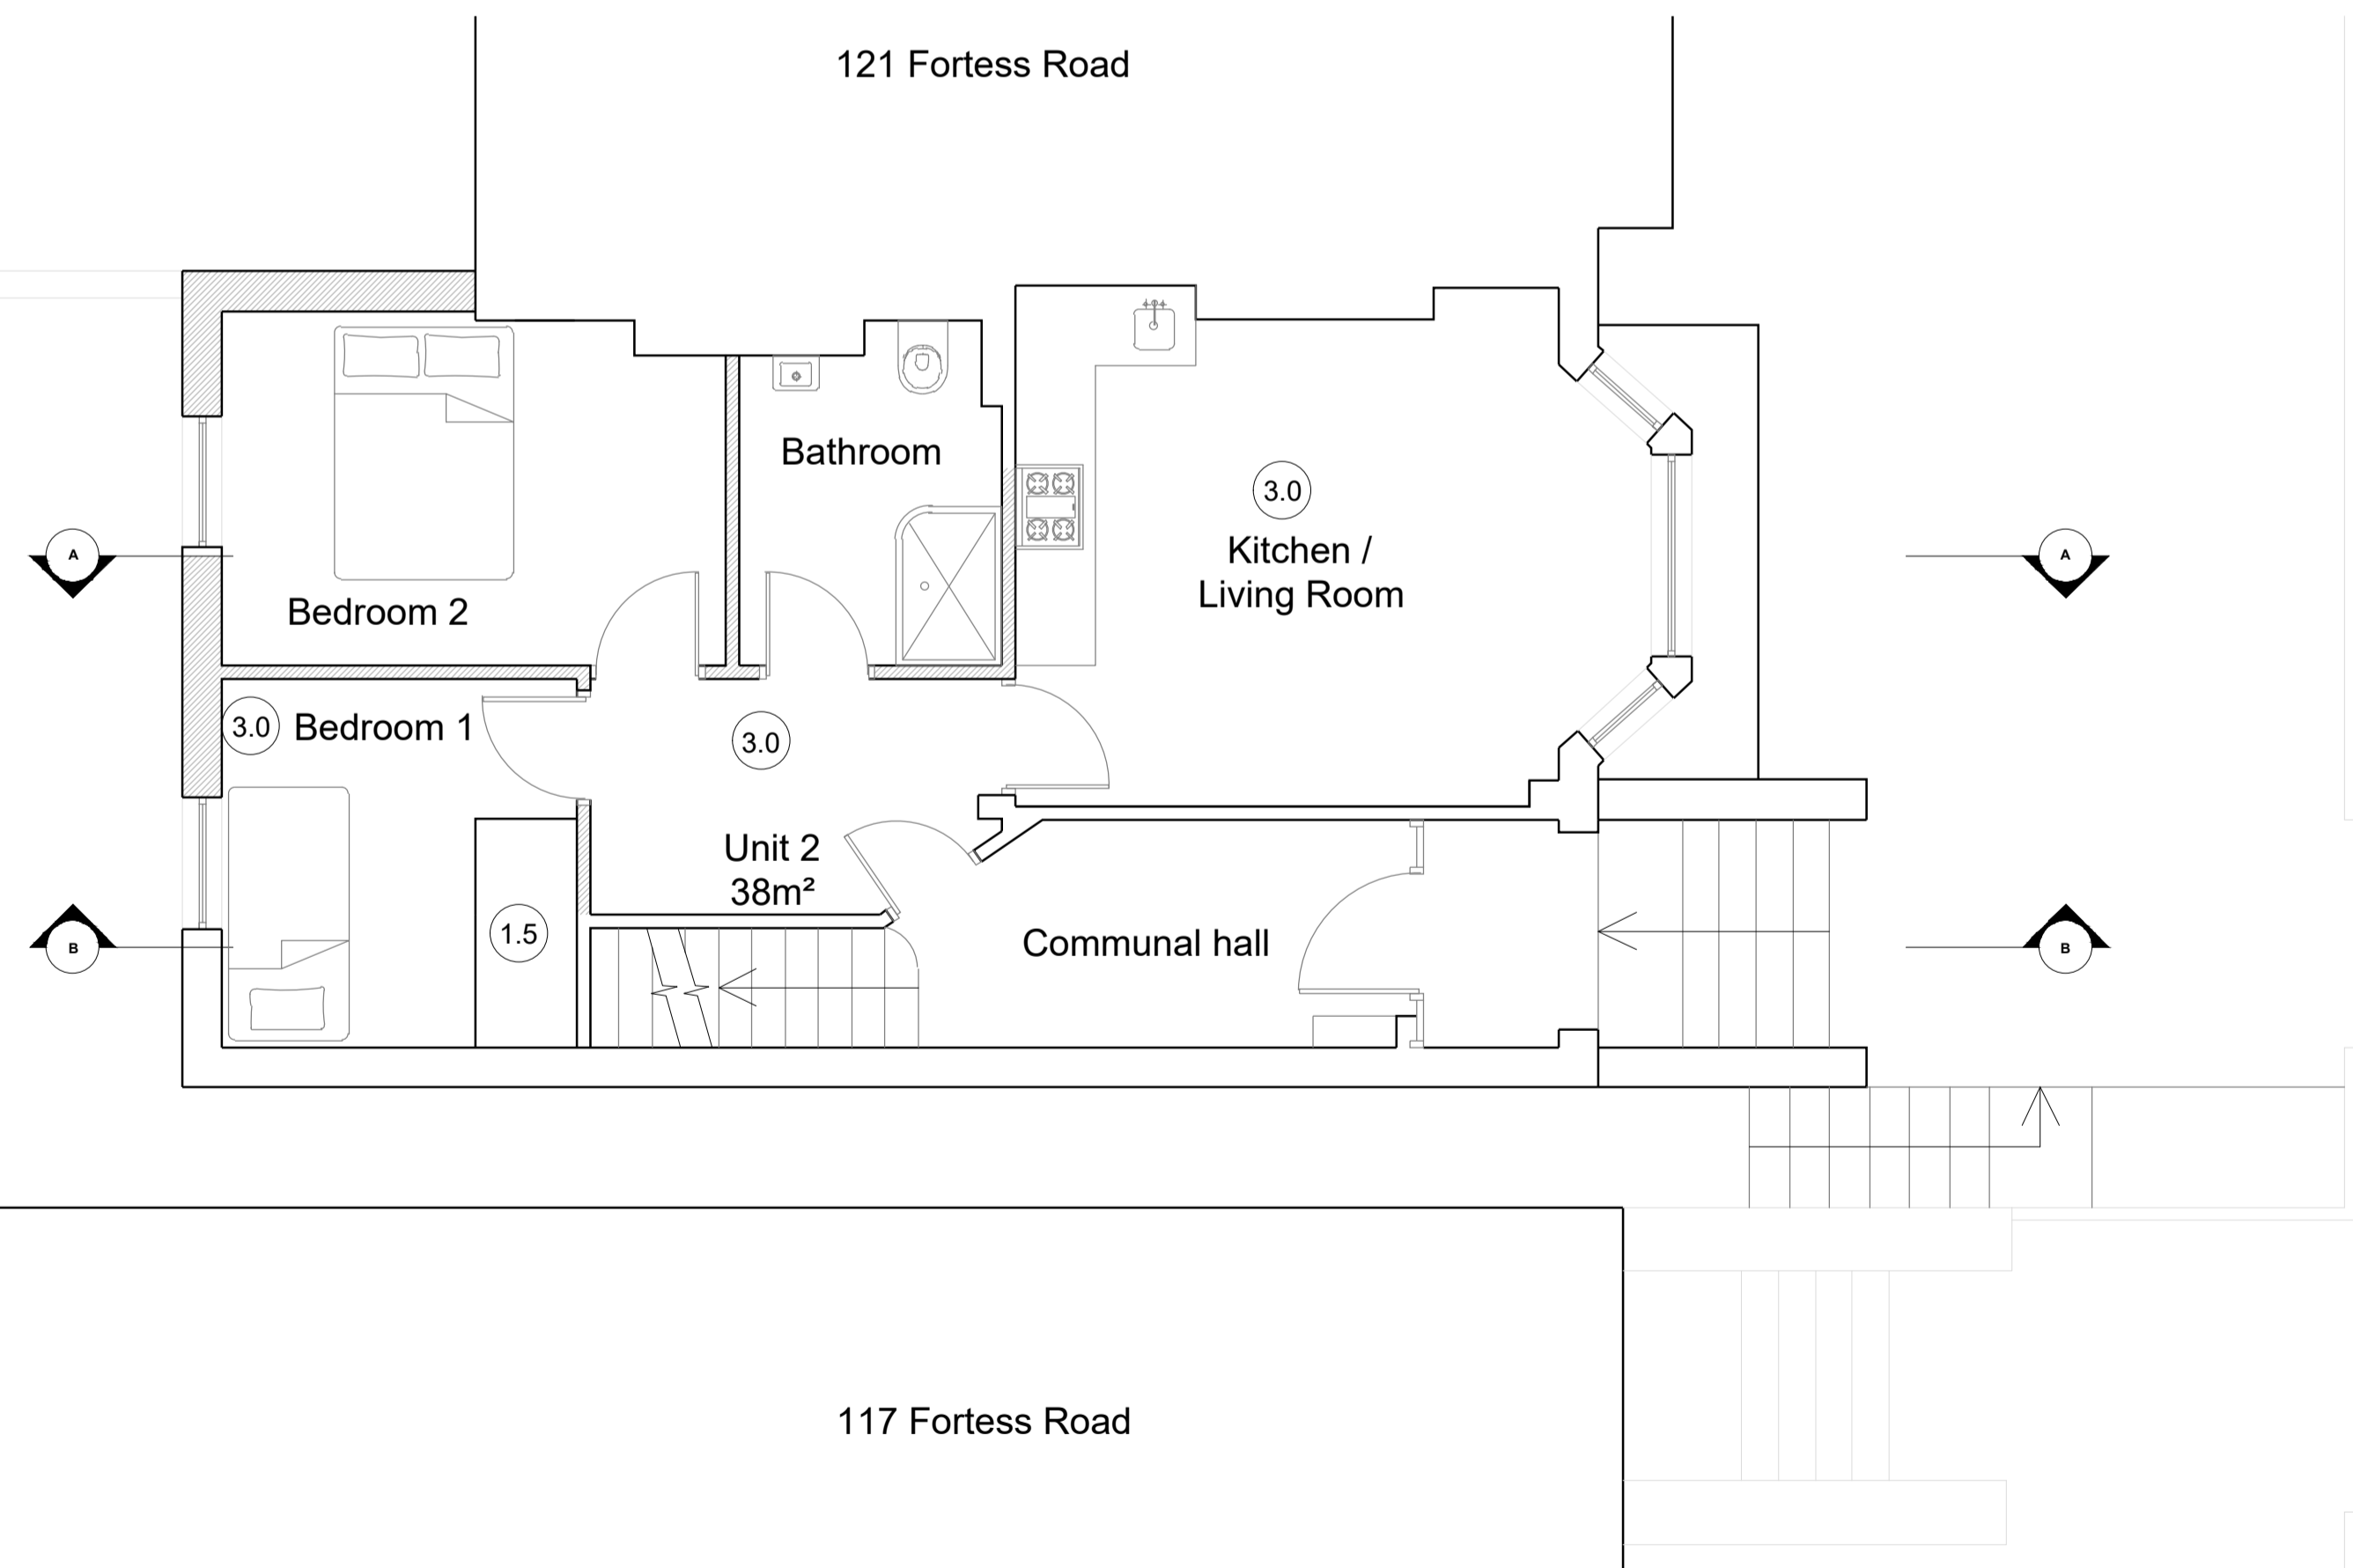 121 Fortess Road
Bathroom
3.0
Kitchen /
Living Room
A
A
Bedroom 2
3.0
Bedroom 1
3.0
Unit 2
38m²
1.5
Communal hall
B
B
117 Fortess Road